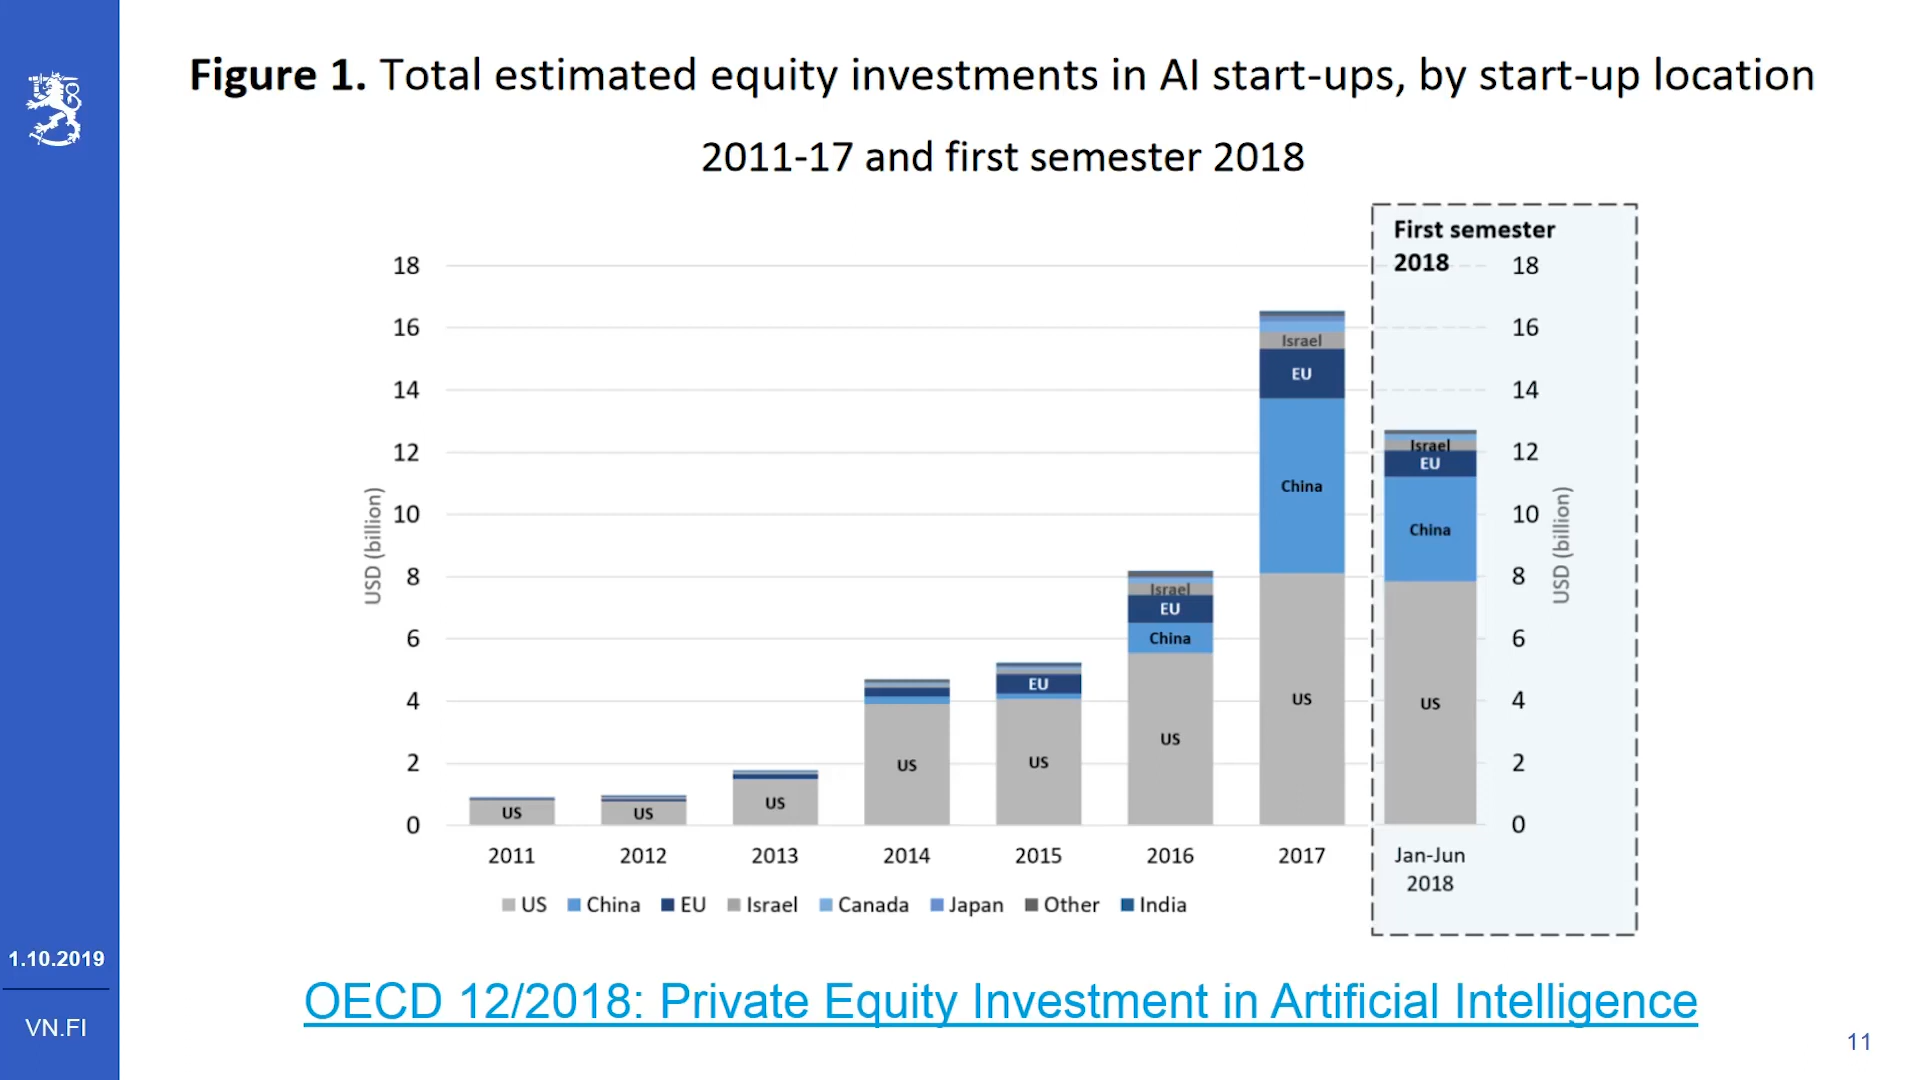 Figure 1. Total estimated equity investments in AI start-ups, by start-up location
2011-17 and first semester 2018
First semester
2018
18
16
14
12
10
8
6
4
2
0
USD (billion)
US
US
US
US
EU
US
Israel
EU
China
US
Israel
EU
China
US
Israel
EU
China
US
18
16
14
12
10
8
6
4
2
0
USD (billion)
2011
2012
2013
2014
2015
2016
2017
Jan-Jun
2018
US China EU Israel Canada Japan Other India
1.10.2019
VN.FI
OECD 12/2018: Private Equity Investment in Artificial Intelligence
11